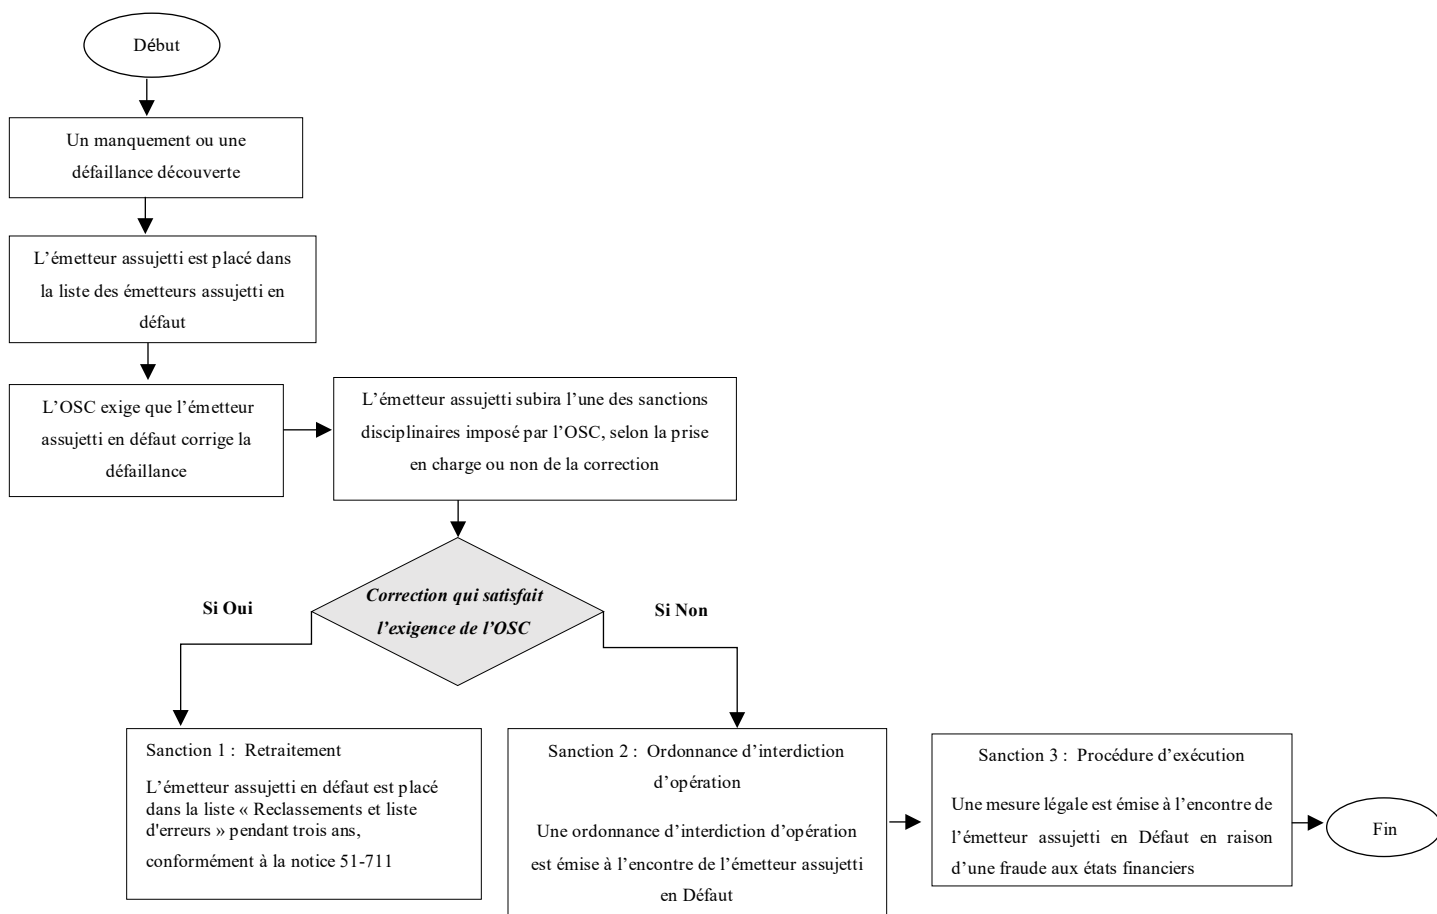 Début
Un manquement ou une
défaillance découverte
L’émetteur assujetti est placé dans
la liste des émetteurs assujetti en
défaut
L’OSC exige que l’émetteur
assujetti en défaut corrige la
défaillance
L’émetteur assujetti subira l’une des sanctions
disciplinaires imposé par l’OSC, selon la prise
en charge ou non de la correction
Si Oui
Correction qui satisfait
l’exigence de l’OSC
Si Non
Sanction 1 : Retraitement
L’émetteur assujetti en défaut est placé
dans la liste « Reclassements et liste
d'erreurs » pendant trois ans,
conformément à la notice 51-711
Sanction 2 : Ordonnance d’interdiction
d’opération
Une ordonnance d’interdiction d’opération
est émise à l’encontre de l’émetteur assujetti
en Défaut
Sanction 3 : Procédure d’exécution
Une mesure légale est émise à l’encontre de
l’émetteur assujetti en Défaut en raison
d’une fraude aux états financiers
Fin